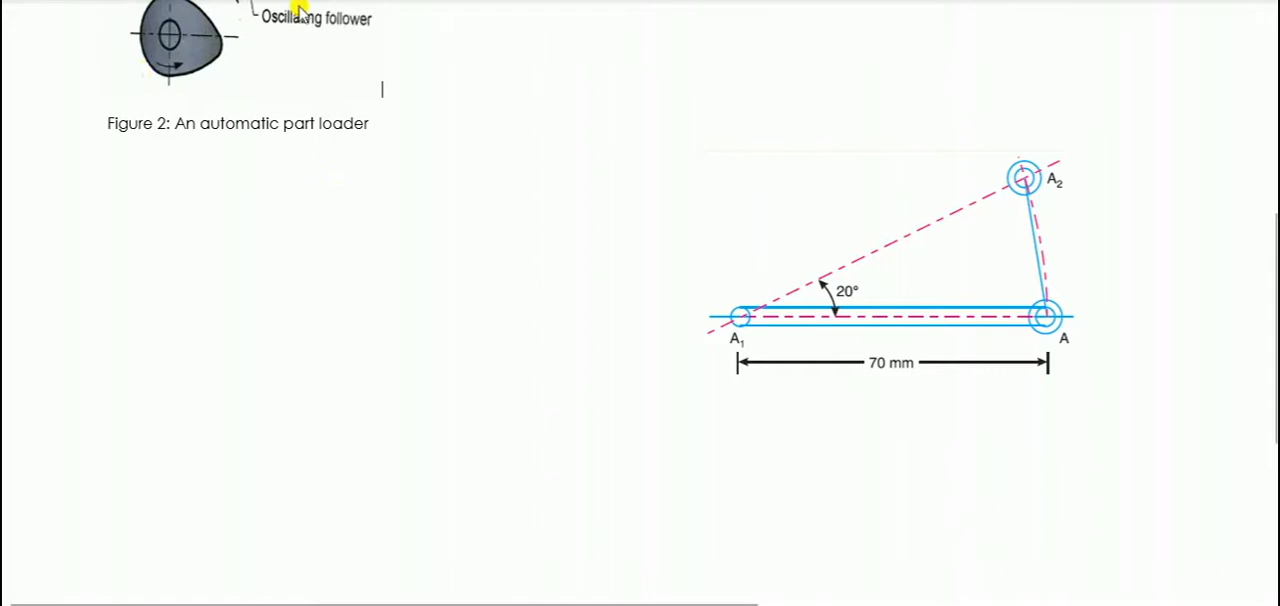 Oscillating follower
Figure 2: An automatic part loader
A2
20°
A1
A
70 mm